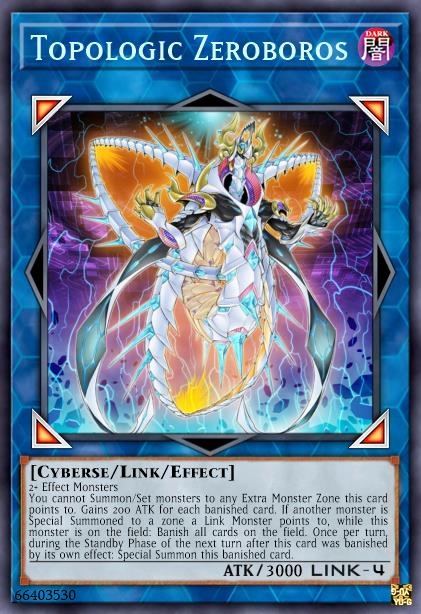 Topologic Zeroboros
DARK
闇
[Cyberse/Link/Effect]
2+ Effect Monsters
You cannot Summon/Set monsters to any Extra Monster Zone this card
points to. Gains 200 ATK for each banished card. If another monster is
Special Summoned to a zone a Link Monster points to, while this
monster is on the field: Banish all cards on the field. Once per turn,
during the Standby Phase of the next turn after this card was banished
by its own effect: Special Summon this banished card.
ATK/3000 LINK-4
66403530